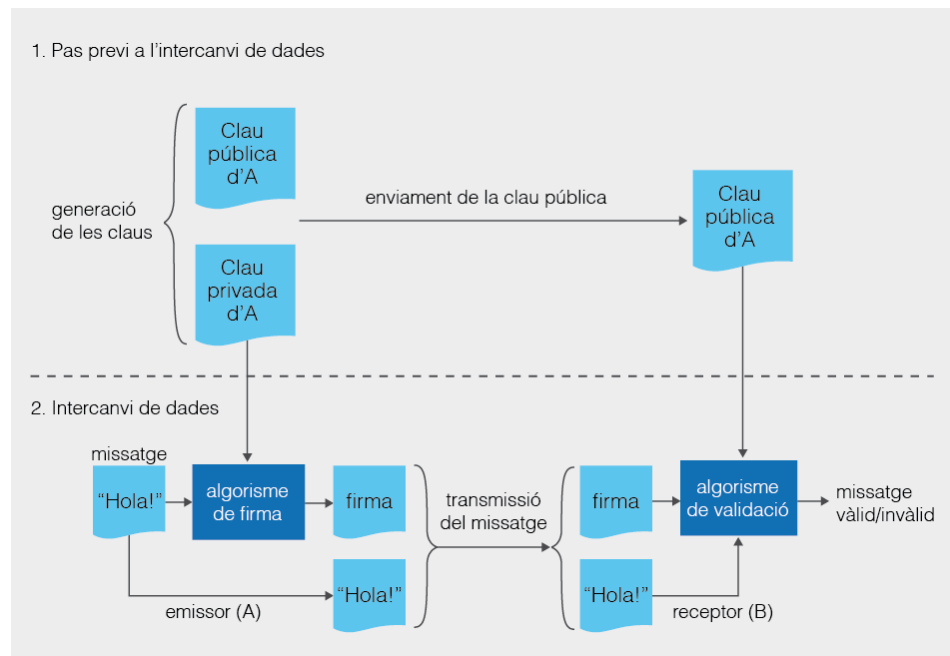 1. Pas previ a l’intercanvi de dades
Clau
pública
d’A
generació
de les claus
enviament de la clau pública
Clau
pública
d’A
Clau
privada
d’A
2. Intercanvi de dades
missatge
“Hola!”
algorisme
de firma
firma
transmissió
del missatge
firma
algorisme
de validació
missatge
vàlid/invàlid
emissor (A)
“Hola!”
“Hola!”
receptor (B)